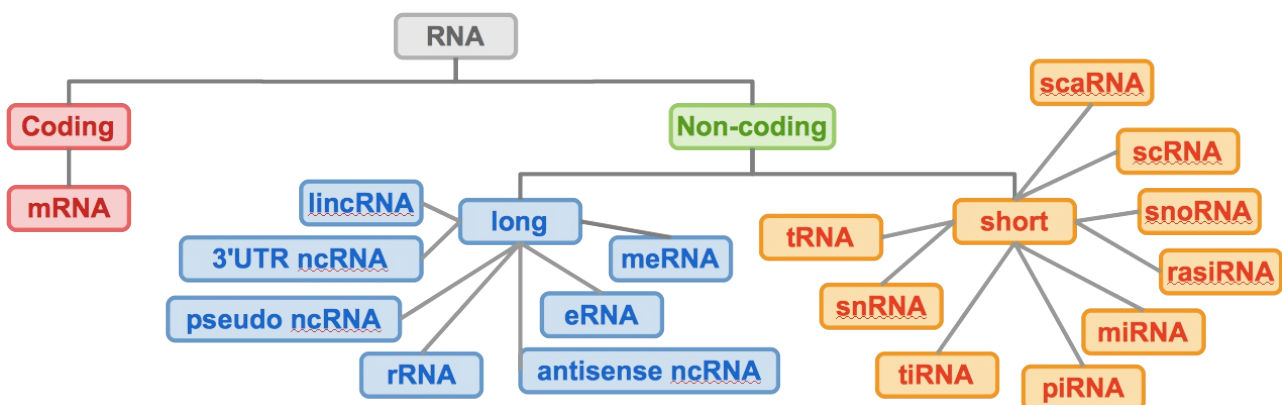 RNA
Coding
Non-coding
mRNA
lincRNA
3'UTR ncRNA
pseudo ncRNA
rRNA
long
meRNA
eRNA
antisense ncRNA
short
tRNA
snRNA
tiRNA
piRNA
miRNA
rasiRNA
snoRNA
scRNA
scaRNA